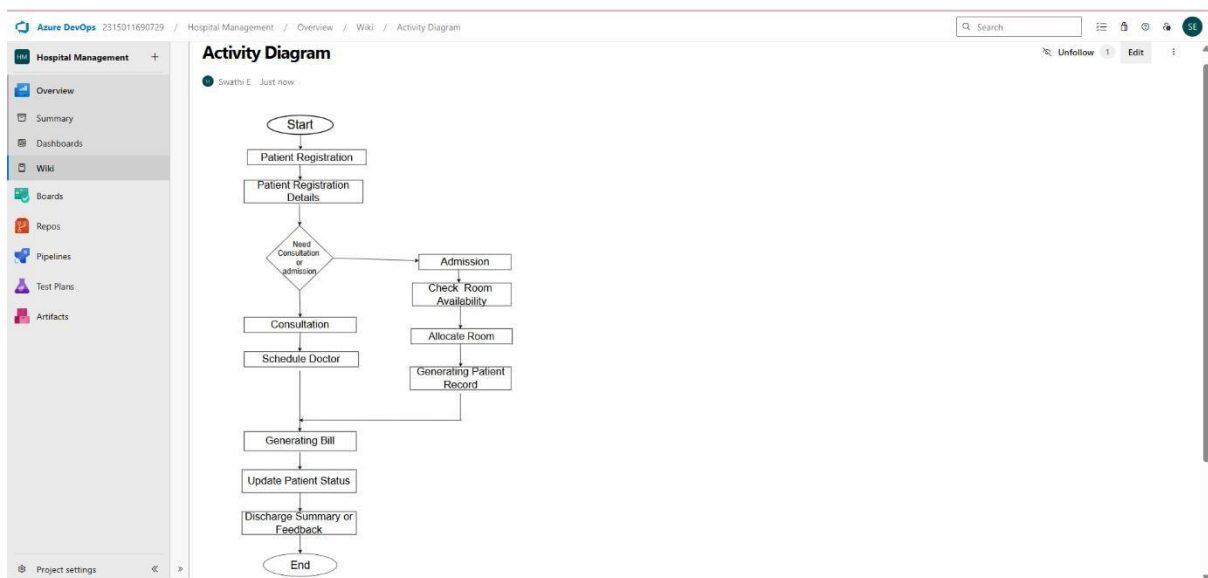 Azure DevOps 2315011690729 / Hospital Management / Overview / Wiki / Activity Diagram
Search
SE
HM Hospital Management +
Overview
Summary
Dashboards
Wiki
Boards
Repos
Pipelines
Test Plans
Artifacts
Project settings
Activity Diagram
Unfollow 1 Edit
Swathi E Just now
Start
Patient Registration
Patient Registration
Details
Need
Consultation
or
admission
Admission
Check Room
Availability
Allocate Room
Generating Patient
Record
Consultation
Schedule Doctor
Generating Bill
Update Patient Status
Discharge Summary or
Feedback
End